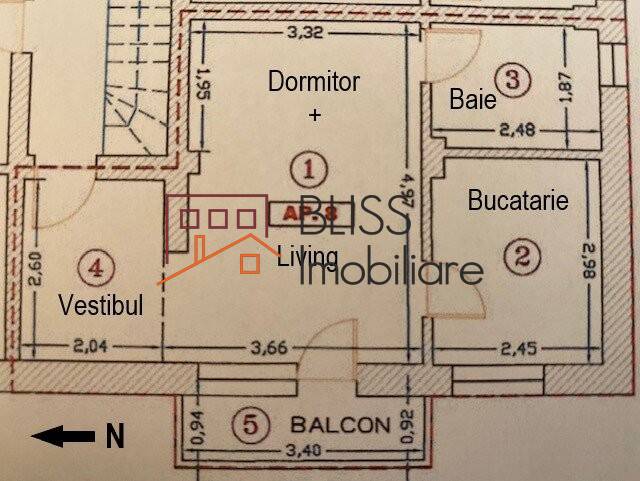 3,32
Dormitor
+
1,95
3
Baie
1,87
2,48
1
4,97
AP. 8
BLISS
Imobiliare
Living
Bucatarie
2
2,98
4
2,60
Vestibul
2,04
3,66
2,45
0,94
5
BALCON
0,92
3,40
N